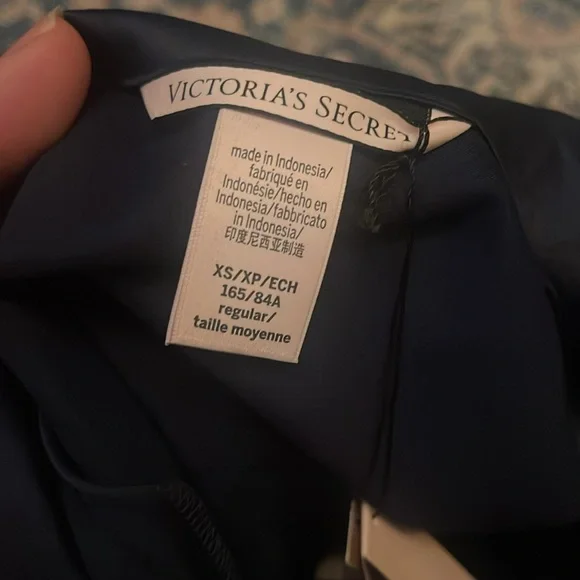 VICTORIA'S SECRET
made in Indonesia/
fabriqué en
Indonésie/hecho en
Indonesia/fabbricato
in Indonesia/
印度尼西亚制造
XS/XP/ECH
165/84A
regular/
taille moyenne